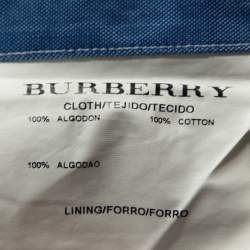 BURBERRY
CLOTH/TEJIDO/TECIDO
100% ALGODON 100% COTTON
100% ALGODAO
LINING/FORRO/FORRO